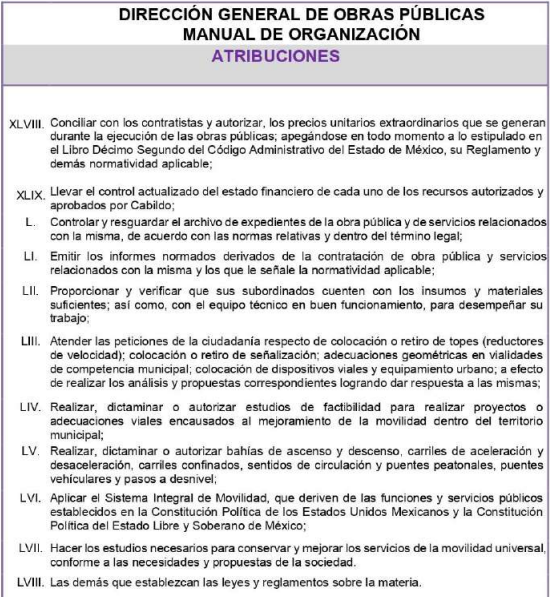 DIRECCIÓN GENERAL DE OBRAS PÚBLICAS
MANUAL DE ORGANIZACIÓN
ATRIBUCIONES
XLVIII. Conciliar con los contratistas y autorizar, los precios unitarios extraordinarios que se generan
durante la ejecución de las obras públicas; apegándose en todo momento a lo estipulado en
el Libro Décimo Segundo del Código Administrativo del Estado de México, su Reglamento y
demás normatividad aplicable;
XLIX. Llevar el control actualizado del estado financiero de cada uno de los recursos autorizados y
aprobados por Cabildo;
L. Controlar y resguardar el archivo de expedientes de la obra pública y de servicios relacionados
con la misma, de acuerdo con las normas relativas y dentro del término legal;
LI. Emitir los informes normados derivados de la contratación de obra pública y servicios
relacionados con la misma y los que le señale la normatividad aplicable;
LII. Proporcionar y verificar que sus subordinados cuenten con los insumos y materiales
suficientes; así como, con el equipo técnico en buen funcionamiento, para desempeñar su
trabajo;
LIII. Atender las peticiones de la ciudadanía respecto de colocación o retiro de topes (reductores
de velocidad); colocación o retiro de señalización; adecuaciones geométricas en vialidades
de competencia municipal; colocación de dispositivos viales y equipamiento urbano; a efecto
de realizar los análisis y propuestas correspondientes logrando dar respuesta a las mismas;
LIV. Realizar, dictaminar o autorizar estudios de factibilidad para realizar proyectos o
adecuaciones viales encausados al mejoramiento de la movilidad dentro del territorio
municipal;
LV. Realizar, dictaminar o autorizar bahías de ascenso y descenso, carriles de aceleración y
desaceleración, carriles confinados, sentidos de circulación y puentes peatonales, puentes
vehículares y pasos a desnivel;
LVI. Aplicar el Sistema Integral de Movilidad, que deriven de las funciones y servicios públicos
establecidos en la Constitución Política de los Estados Unidos Mexicanos y la Constitución
Política del Estado Libre y Soberano de México;
LVII. Hacer los estudios necesarios para conservar y mejorar los servicios de la movilidad universal,
conforme a las necesidades y propuestas de la sociedad.
LVIII. Las demás que establezcan las leyes y reglamentos sobre la materia.